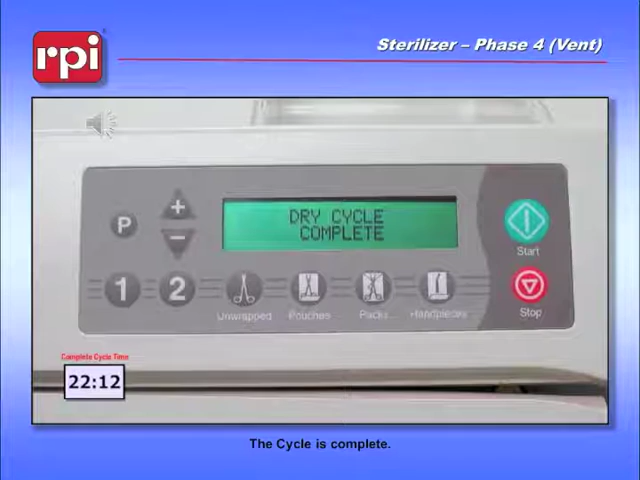 rpi
Sterilizer – Phase 4 (Vent)
DRY CYCLE
COMPLETE
P
+
−
Start
1
2
Unwrapped
Pouches
Packs
Handpieces
Stop
Complete Cycle Time
22:12
The Cycle is complete.